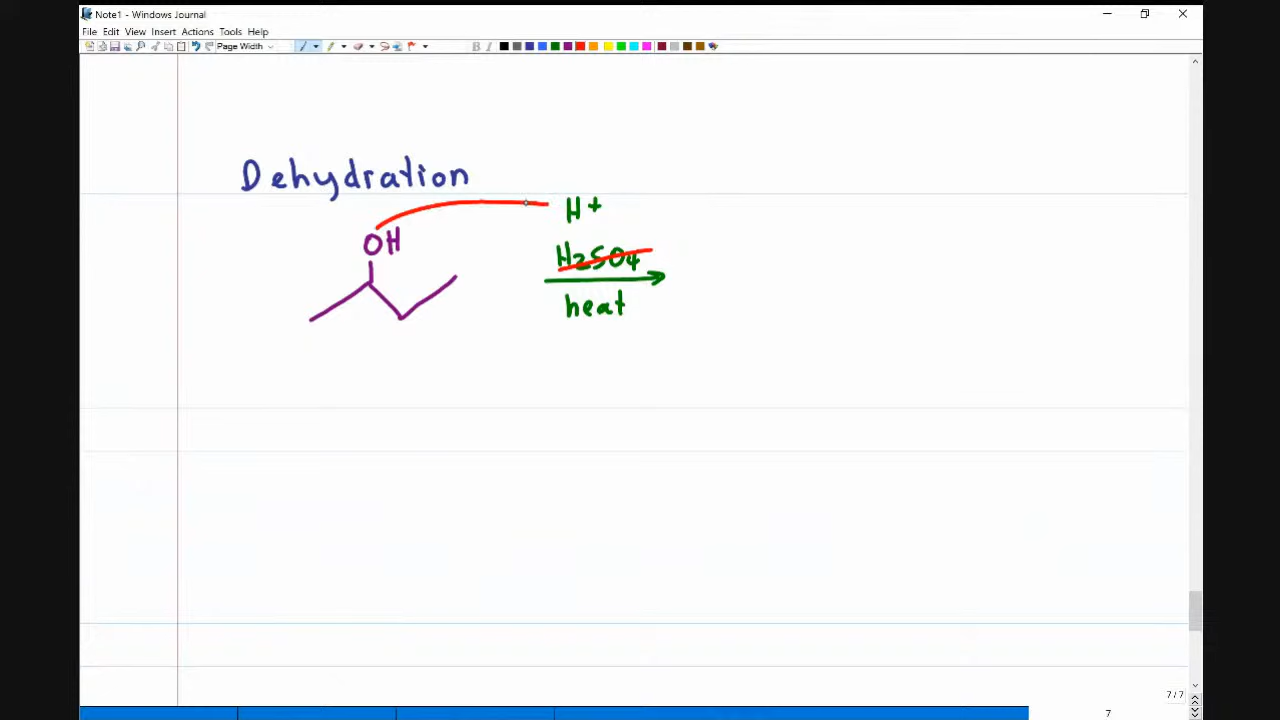 Note1 - Windows Journal
File Edit View Insert Actions Tools Help
Page Width
B I
Dehydration
H+
OH
H2SO4
heat
7 / 7
7